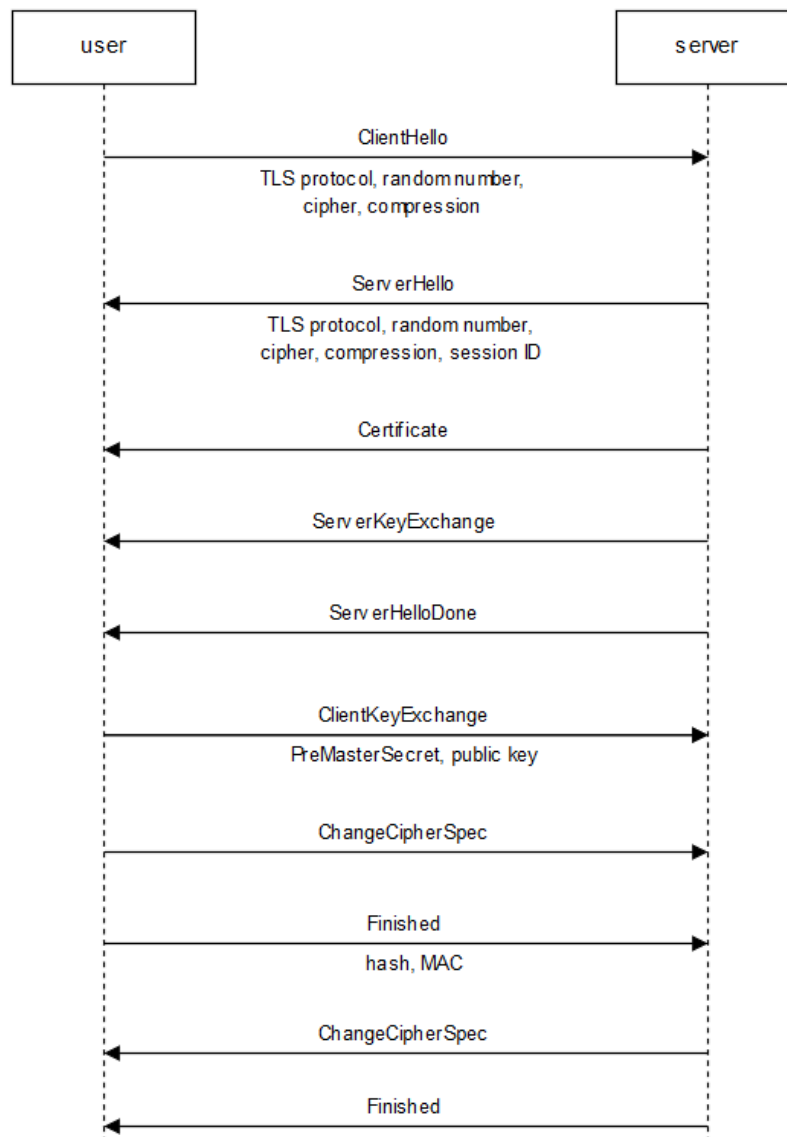 user
server
ClientHello
TLS protocol, random number,
cipher, compression
ServerHello
TLS protocol, random number,
cipher, compression, session ID
Certificate
ServerKeyExchange
ServerHelloDone
ClientKeyExchange
PreMasterSecret, public key
ChangeCipherSpec
Finished
hash, MAC
ChangeCipherSpec
Finished